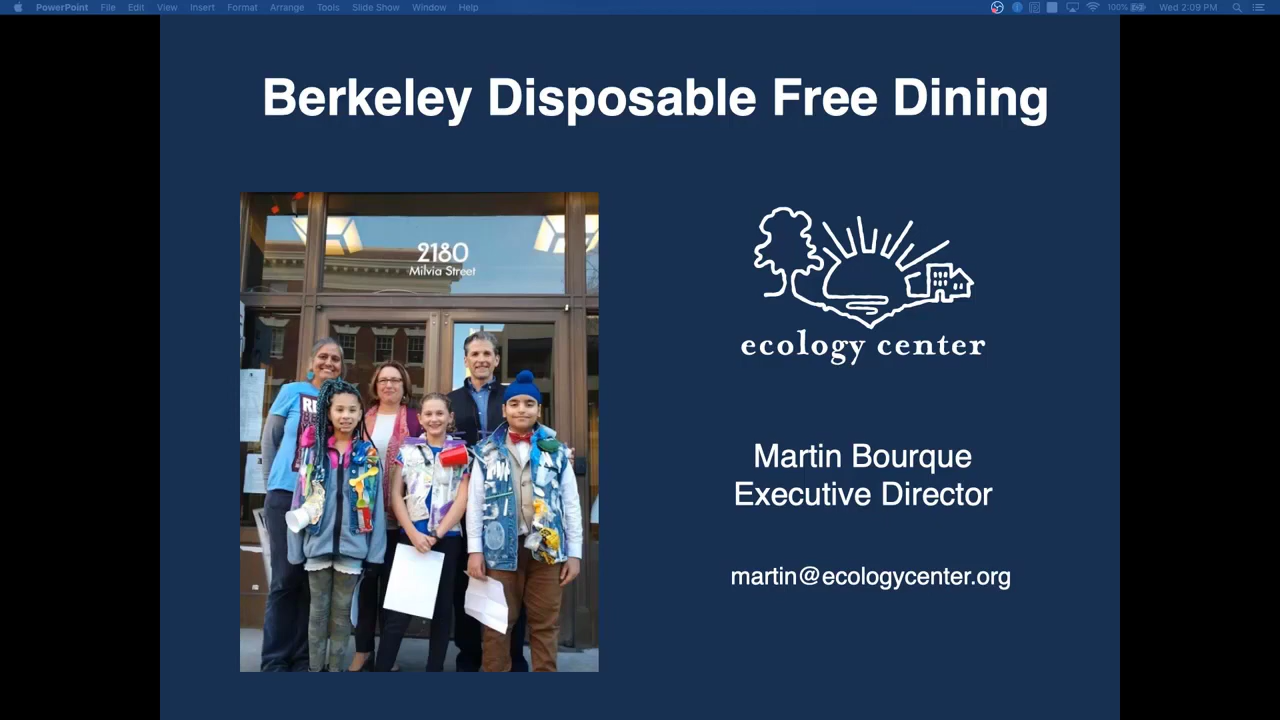 PowerPoint File Edit View Insert Format Arrange Tools Slide Show Window Help 100% Wed 2:09 PM
Berkeley Disposable Free Dining
2180
Milvia Street
ecology center
Martin Bourque
Executive Director
martin@ecologycenter.org